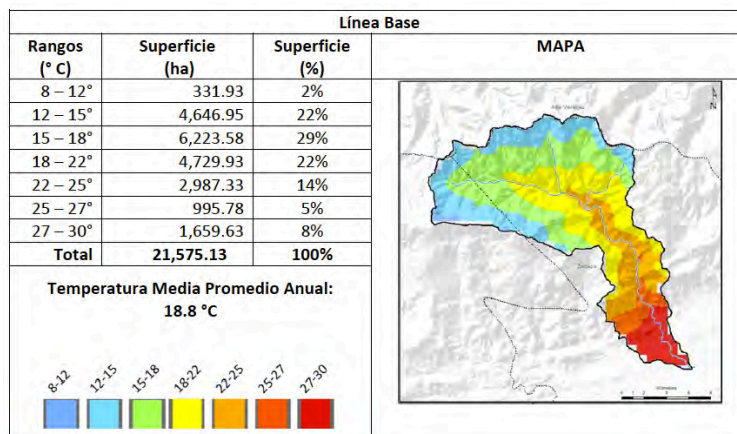 Línea Base
Rangos (° C) Superficie (ha) Superficie (%) MAPA
8 – 12° 331.93 2%
12 – 15° 4,646.95 22%
15 – 18° 6,223.58 29%
18 – 22° 4,729.93 22%
22 – 25° 2,987.33 14%
25 – 27° 995.78 5%
27 – 30° 1,659.63 8%
Total 21,575.13 100%
Temperatura Media Promedio Anual:
18.8 °C
8-12 12-15 15-18 18-22 22-25 25-27 27-30
Alta Verapaz
N
Zacapa